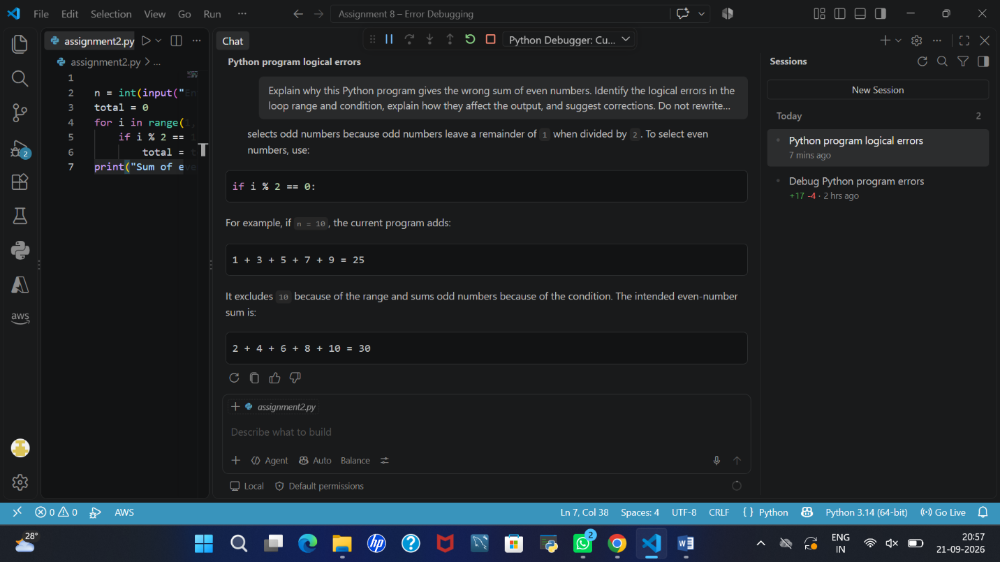 File Edit Selection View Go Run ··· Assignment 8 – Error Debugging
assignment2.py
assignment2.py > ...
1
2 n = int(input("En
3 total = 0
4 for i in range(1,
5 if i % 2 == 1
6 total = t
7 print("Sum of eve
2
aws
Chat
Python Debugger: Cu...
Python program logical errors
Explain why this Python program gives the wrong sum of even numbers. Identify the logical errors in the
loop range and condition, explain how they affect the output, and suggest corrections. Do not rewrite...
selects odd numbers because odd numbers leave a remainder of 1 when divided by 2. To select even
numbers, use:
if i % 2 == 0:
For example, if n = 10, the current program adds:
1 + 3 + 5 + 7 + 9 = 25
It excludes 10 because of the range and sums odd numbers because of the condition. The intended even-number
sum is:
2 + 4 + 6 + 8 + 10 = 30
assignment2.py
Describe what to build
Agent Auto Balance
Local Default permissions
Sessions
New Session
Today 2
Python program logical errors
7 mins ago
Debug Python program errors
+17 -4 · 2 hrs ago
0 0 AWS Ln 7, Col 38 Spaces: 4 UTF-8 CRLF { } Python Python 3.14 (64-bit) Go Live
28° hp 2 ENG 20:57
IN 21-09-2026